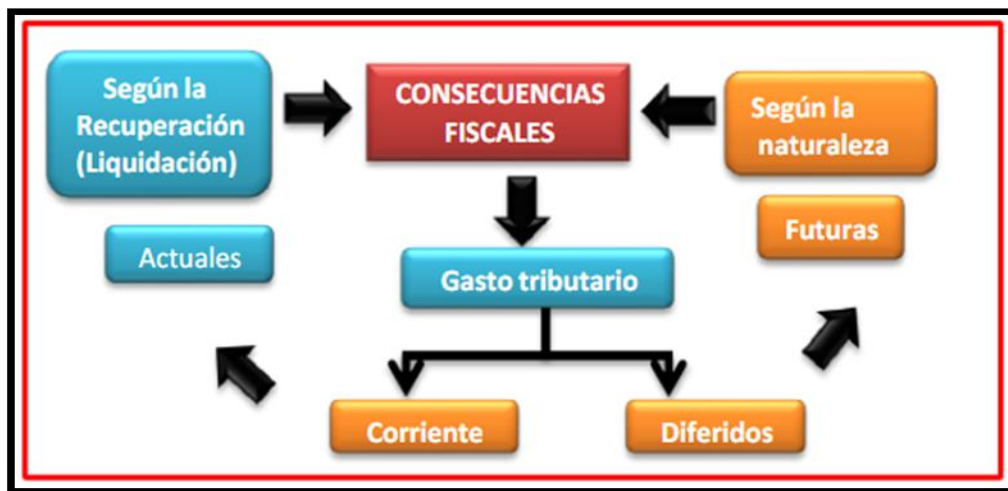 Según la
Recuperación
(Liquidación)
CONSECUENCIAS
FISCALES
Según la
naturaleza
Actuales
Futuras
Gasto tributario
Corriente
Diferidos